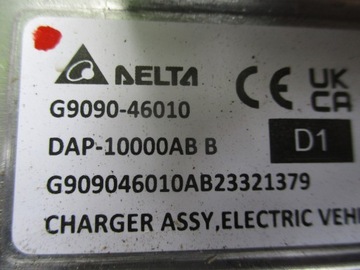 DELTA
CE UK
CA
G9090-46010
DAP-10000AB B
D1
G909046010AB23321379
CHARGER ASSY,ELECTRIC VEH